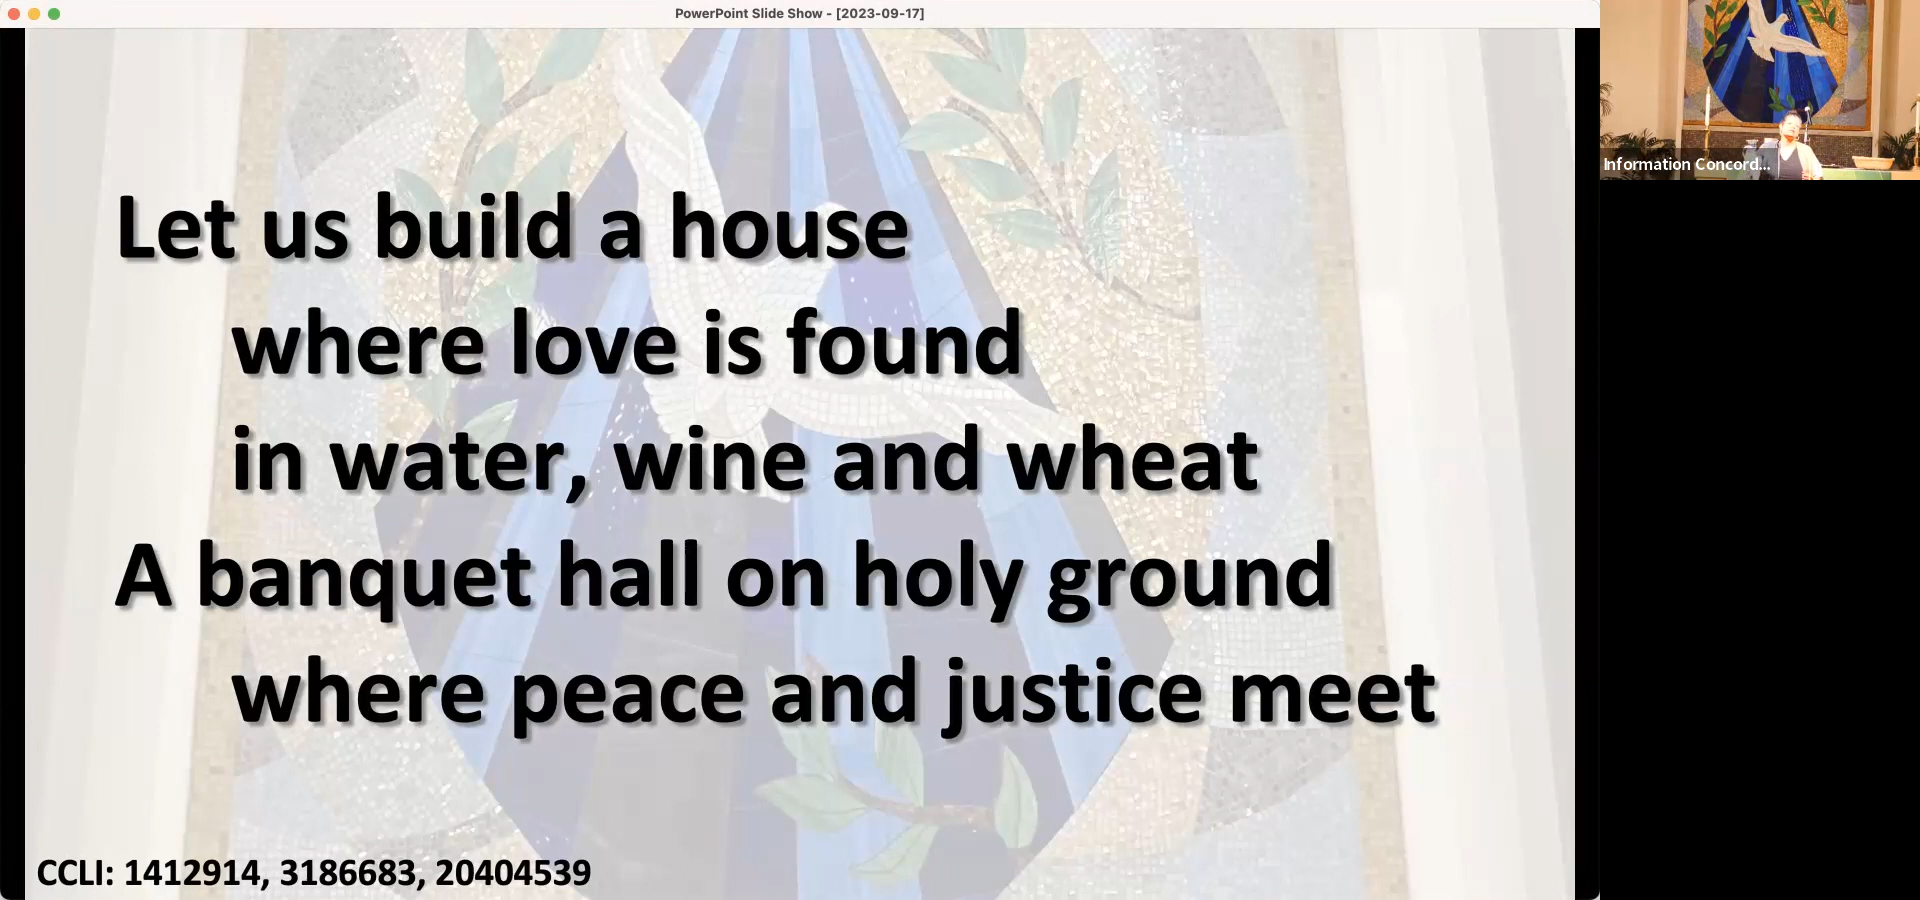 PowerPoint Slide Show - [2023-09-17]
Let us build a house
where love is found
in water, wine and wheat
A banquet hall on holy ground
where peace and justice meet
CCLI: 1412914, 3186683, 20404539
Information Concord...